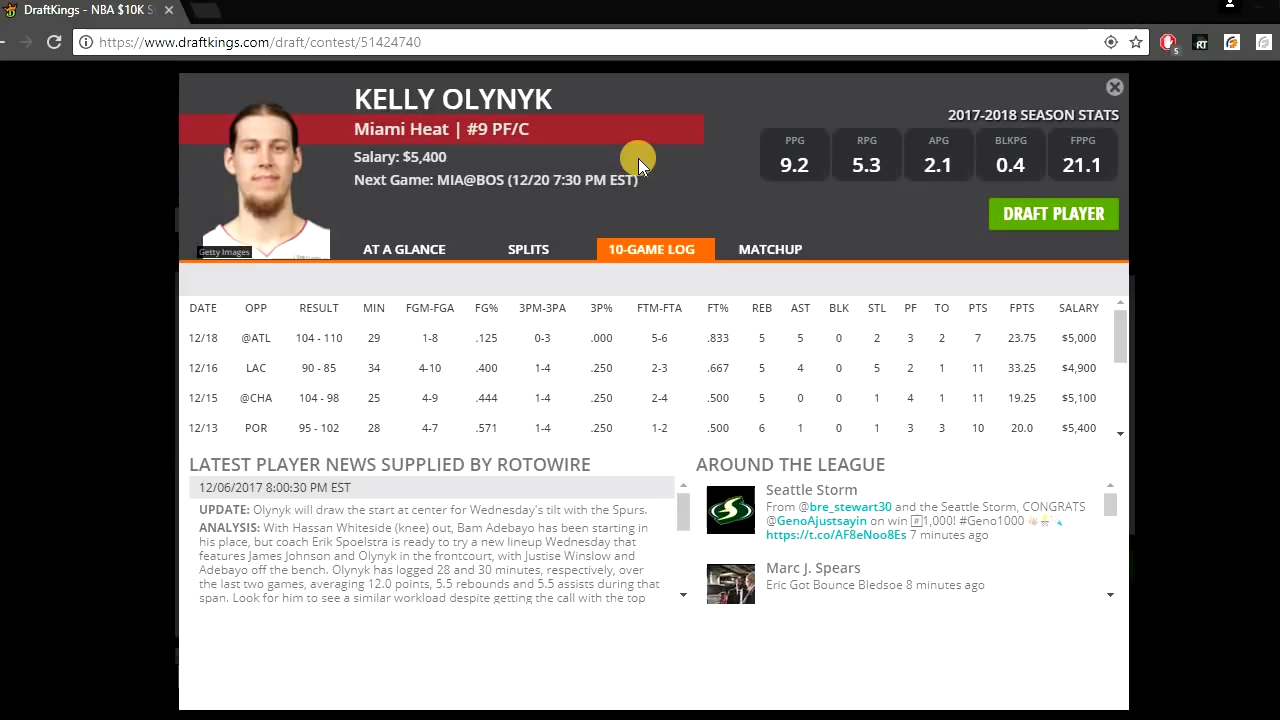 DraftKings - NBA $10K S
https://www.draftkings.com/draft/contest/51424740
5
RT
KELLY OLYNYK
Miami Heat | #9 PF/C
Salary: $5,400
Next Game: MIA@BOS (12/20 7:30 PM EST)
2017-2018 SEASON STATS
PPG RPG APG BLKPG FPPG
9.2 5.3 2.1 0.4 21.1
DRAFT PLAYER
Getty Images
AT A GLANCE SPLITS 10-GAME LOG MATCHUP
DATE OPP RESULT MIN FGM-FGA FG% 3PM-3PA 3P% FTM-FTA FT% REB AST BLK STL PF TO PTS FPTS SALARY
12/18 @ATL 104 - 110 29 1-8 .125 0-3 .000 5-6 .833 5 5 0 2 3 2 7 23.75 $5,000
12/16 LAC 90 - 85 34 4-10 .400 1-4 .250 2-3 .667 5 4 0 5 2 1 11 33.25 $4,900
12/15 @CHA 104 - 98 25 4-9 .444 1-4 .250 2-4 .500 5 0 0 1 4 1 11 19.25 $5,100
12/13 POR 95 - 102 28 4-7 .571 1-4 .250 1-2 .500 6 1 0 1 3 3 10 20.0 $5,400
LATEST PLAYER NEWS SUPPLIED BY ROTOWIRE
12/06/2017 8:00:30 PM EST
UPDATE: Olynyk will draw the start at center for Wednesday's tilt with the Spurs.
ANALYSIS: With Hassan Whiteside (knee) out, Bam Adebayo has been starting in
his place, but coach Erik Spoelstra is ready to try a new lineup Wednesday that
features James Johnson and Olynyk in the frontcourt, with Justise Winslow and
Adebayo off the bench. Olynyk has logged 28 and 30 minutes, respectively, over
the last two games, averaging 12.0 points, 5.5 rebounds and 5.5 assists during that
span. Look for him to see a similar workload despite getting the call with the top
AROUND THE LEAGUE
Seattle Storm
From @bre_stewart30 and the Seattle Storm, CONGRATS
@GenoAjustsayin on win #️⃣1,000! #Geno1000
https://t.co/AF8eNoo8Es 7 minutes ago
Marc J. Spears
Eric Got Bounce Bledsoe 8 minutes ago